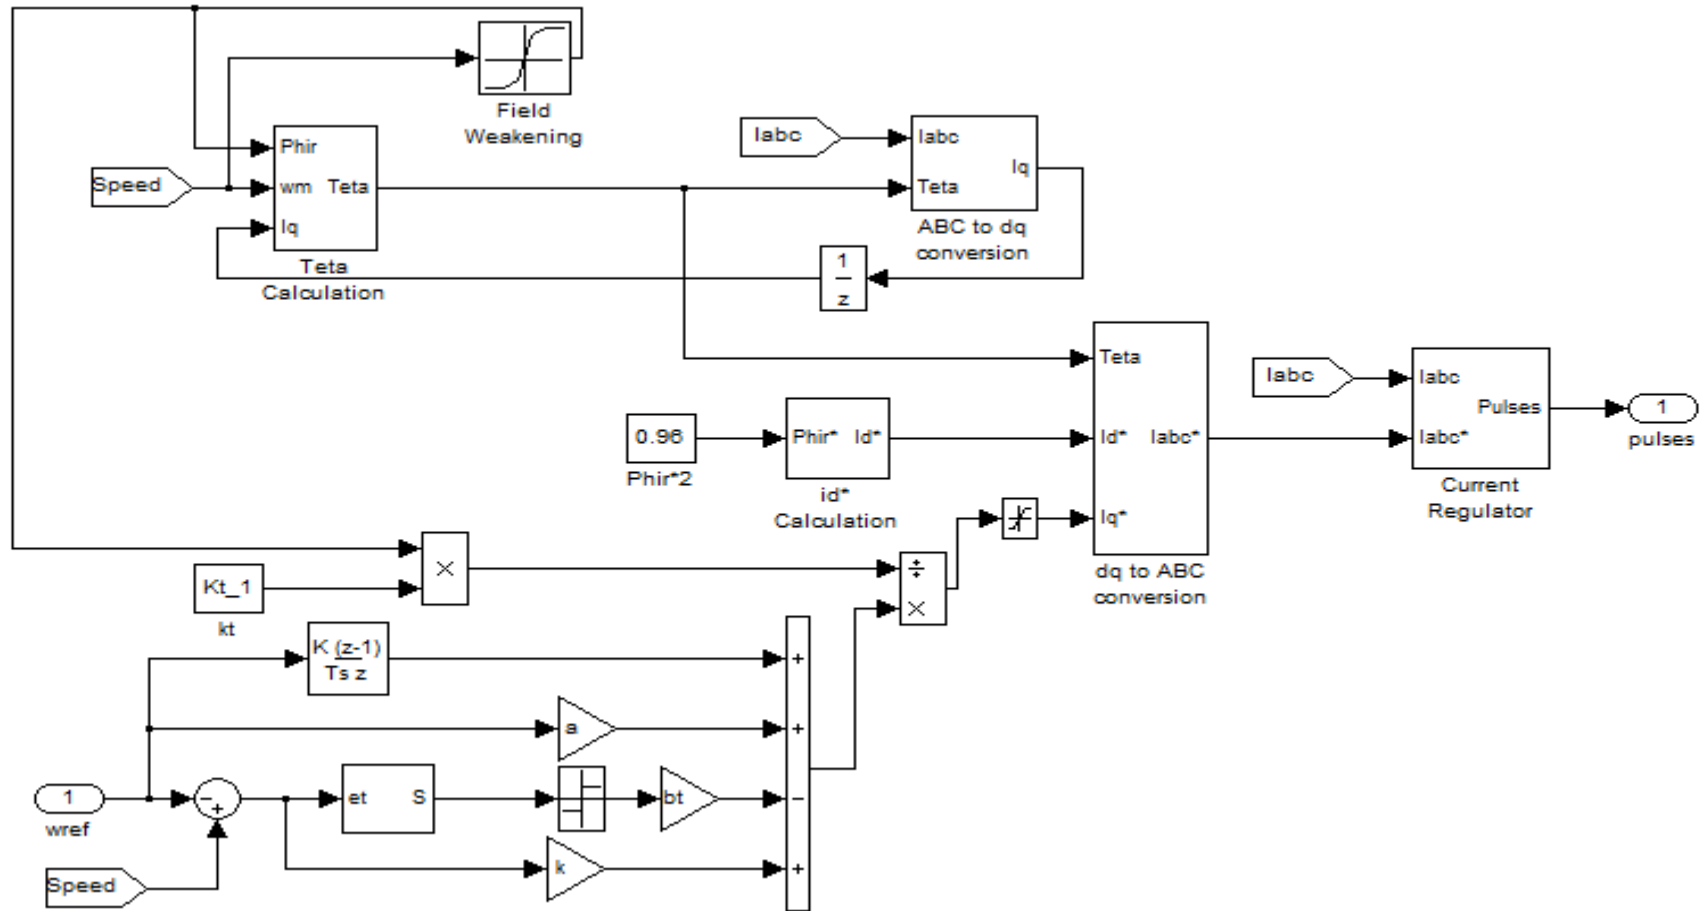 Field
Weakening
Phir
Speed
wm
Teta
Iq
Teta
Calculation
Iabc
Iabc
Iq
Teta
ABC to dq
conversion
1
z
Teta
Id*
Iabc*
Iq*
dq to ABC
conversion
0.96
Phir*2
Phir*
Id*
id*
Calculation
Iabc
Iabc
Pulses
Iabc*
Current
Regulator
1
pulses
×
÷
×
Kt_1
kt
K (z-1)
Ts z
+
a
+
1
wref
-
+
et
S
bt
-
k
+
Speed